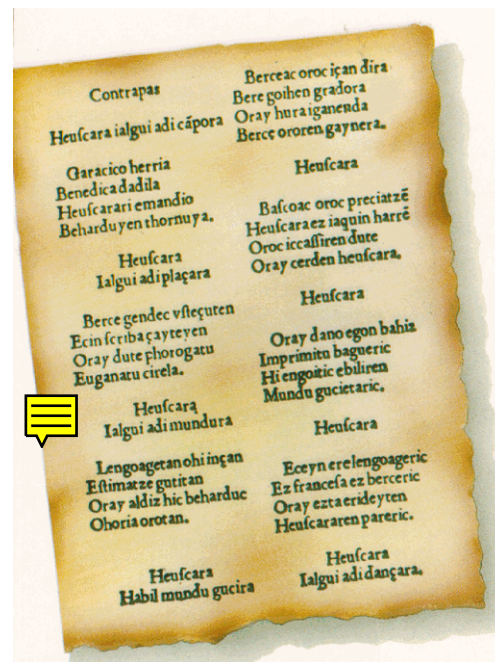 Contrapas
Heuſcara ialgui adi cãpora
Garacico herria
Benedica dadila
Heuſcarari emandio
Beharduyen thornuya.
Heuſcara
Ialgui adi plaçara
Berce gendec vſteçuten
Ecin ſcriba çayteyen
Oray dute phorogatu
Euganatu cirela.
Heuſcara
Ialgui adi mundura
Lengoagetan ohi inçan
Eſtimatze gutitan
Oray aldiz hic beharduc
Ohoria orotan.
Heuſcara
Habil mundu gucira
Berceac oroc içan dira
Bere goihen gradora
Oray hura iganenda
Berce ororen gaynera.
Heuſcara
Baſcoac oroc preciatzẽ
Heuſcara ez iaquin harrẽ
Oroc iccaſſiren dute
Oray cerden heuſcara.
Heuſcara
Oray dano egon bahiz
Imprimitu bagueric
Hi engoitic ebiliren
Mundu gucietaric.
Heuſcara
Eceyn erelengoageric
Ez franceſa ez berceric
Oray ezta erideyten
Heuſcararen pareric.
Heuſcara
Ialgui adi dançara.